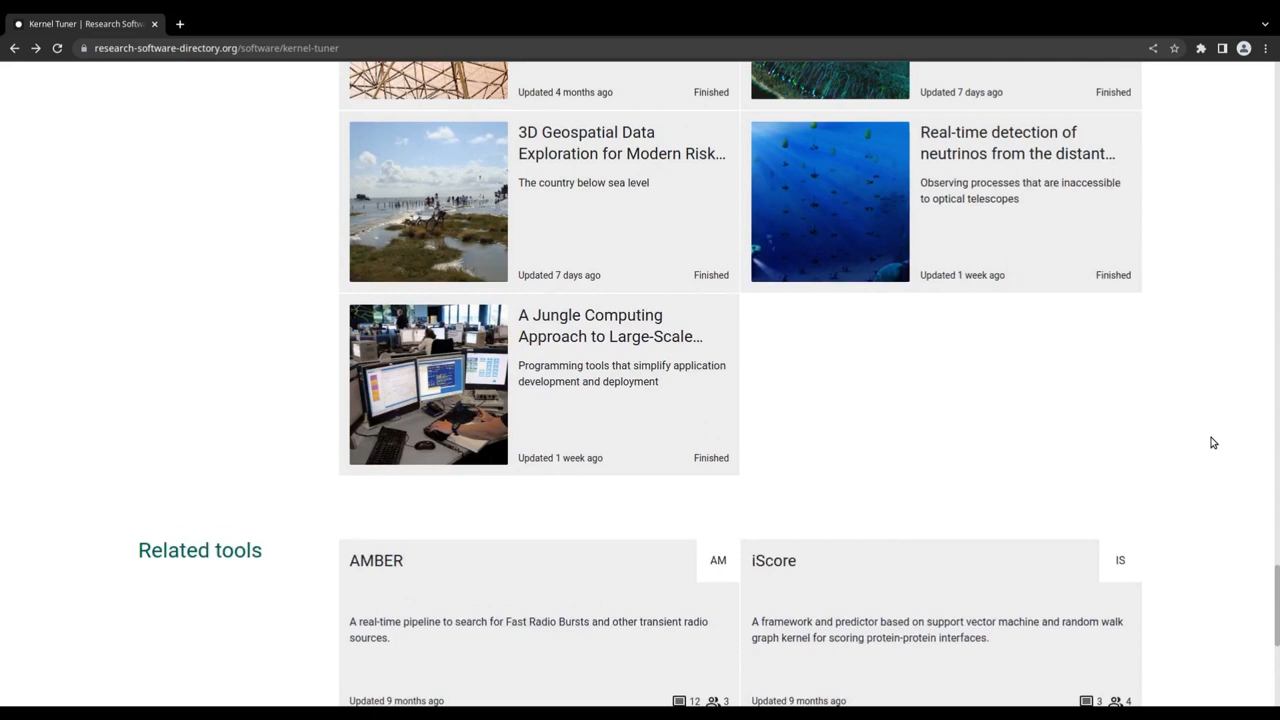 Kernel Tuner | Research Softw
research-software-directory.org/software/kernel-tuner
Updated 4 months ago
Finished
Updated 7 days ago
Finished
3D Geospatial Data
Exploration for Modern Risk...
The country below sea level
Updated 7 days ago
Finished
Real-time detection of
neutrinos from the distant...
Observing processes that are inaccessible
to optical telescopes
Updated 1 week ago
Finished
A Jungle Computing
Approach to Large-Scale...
Programming tools that simplify application
development and deployment
Updated 1 week ago
Finished
Related tools
AMBER
AM
A real-time pipeline to search for Fast Radio Bursts and other transient radio
sources.
Updated 9 months ago
12
3
iScore
IS
A framework and predictor based on support vector machine and random walk
graph kernel for scoring protein-protein interfaces.
Updated 9 months ago
3
4